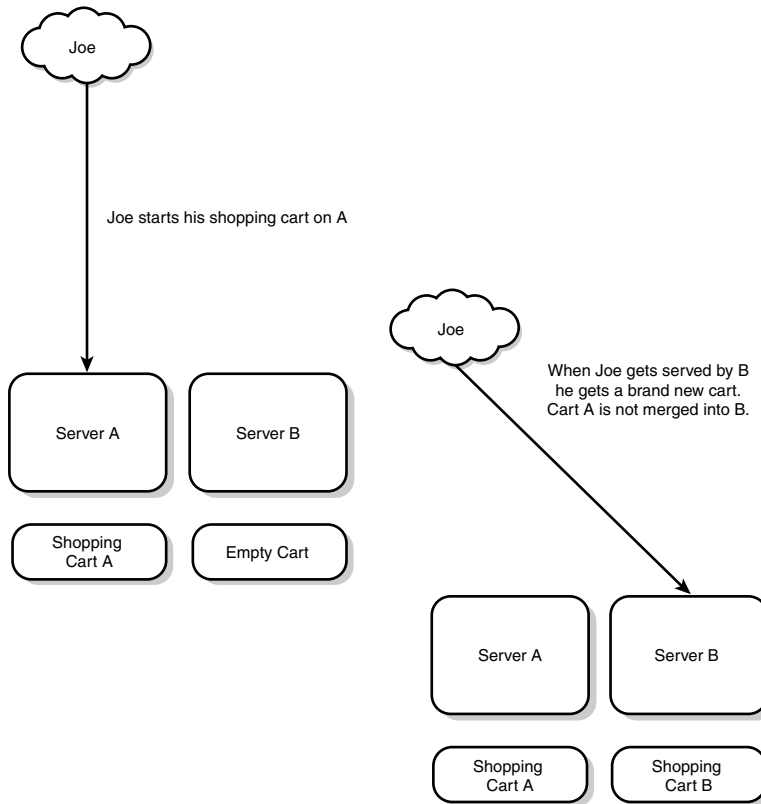 Joe
Joe starts his shopping cart on A
Server A
Server B
Shopping
Cart A
Empty Cart
Joe
When Joe gets served by B
he gets a brand new cart.
Cart A is not merged into B.
Server A
Server B
Shopping
Cart A
Shopping
Cart B